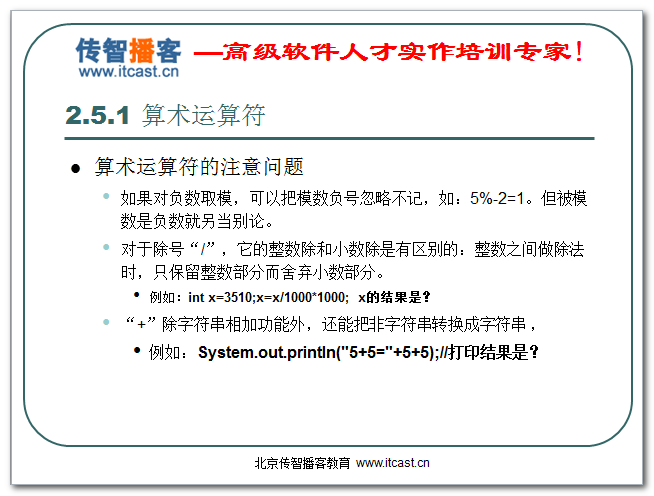 传智播客 —高级软件人才实作培训专家!
www.itcast.cn
2.5.1 算术运算符
算术运算符的注意问题
如果对负数取模，可以把模数负号忽略不记，如：5%-2=1。但被模
数是负数就另当别论。
对于除号“/”，它的整数除和小数除是有区别的：整数之间做除法
时，只保留整数部分而舍弃小数部分。
例如：int x=3510;x=x/1000*1000; x的结果是？
“+”除字符串相加功能外，还能把非字符串转换成字符串，
例如：System.out.println("5+5="+5+5);//打印结果是？
北京传智播客教育 www.itcast.cn